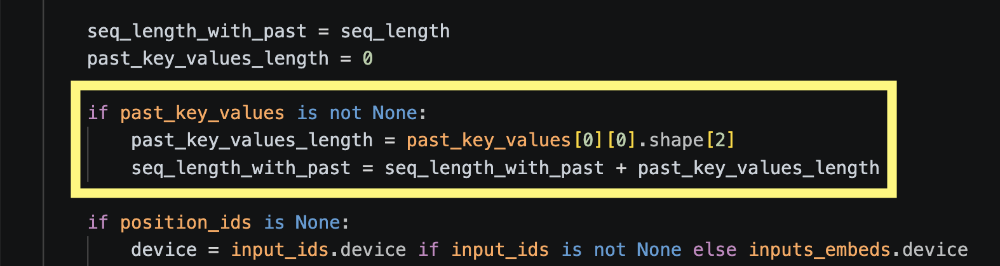 seq_length_with_past = seq_length
past_key_values_length = 0
if past_key_values is not None:
past_key_values_length = past_key_values[0][0].shape[2]
seq_length_with_past = seq_length_with_past + past_key_values_length
if position_ids is None:
device = input_ids.device if input_ids is not None else inputs_embeds.device